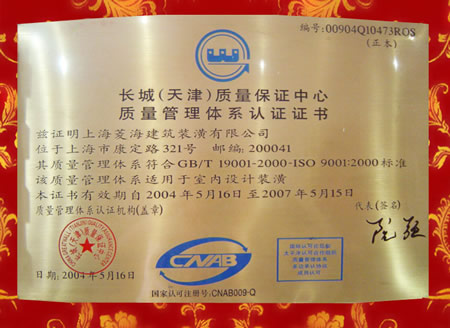 编号:00904Q10473ROS
(正本)
长城(天津)质量保证中心
质量管理体系认证证书
兹证明上海菱海建筑装潢有限公司
位于上海市康定路321号 邮编:200041
其质量管理体系符合GB/T 19001-2000-ISO 9001:2000标准
该质量管理体系适用于室内设计装潢
本证书有效期自2004年5月16日至2007年5月15日
质量管理体系认证机构(盖章)
代表(签名)
CNAB
日期:2004年5月16日
国家认可注册号:CNAB009-Q